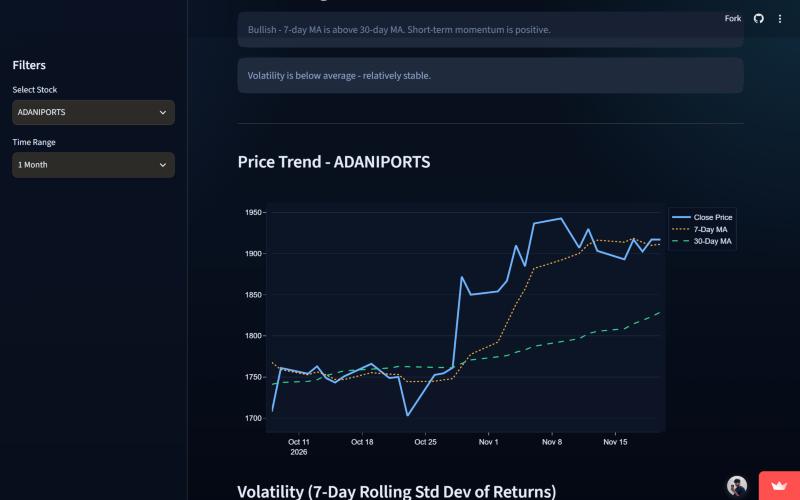 Fork
Bullish - 7-day MA is above 30-day MA. Short-term momentum is positive.
Volatility is below average - relatively stable.
Filters
Select Stock
ADANIPORTS
Time Range
1 Month
Price Trend - ADANIPORTS
1950
1900
1850
1800
1750
1700
Oct 11
2026
Oct 18
Oct 25
Nov 1
Nov 8
Nov 15
Close Price
7-Day MA
30-Day MA
Volatility (7-Day Rolling Std Dev of Returns)